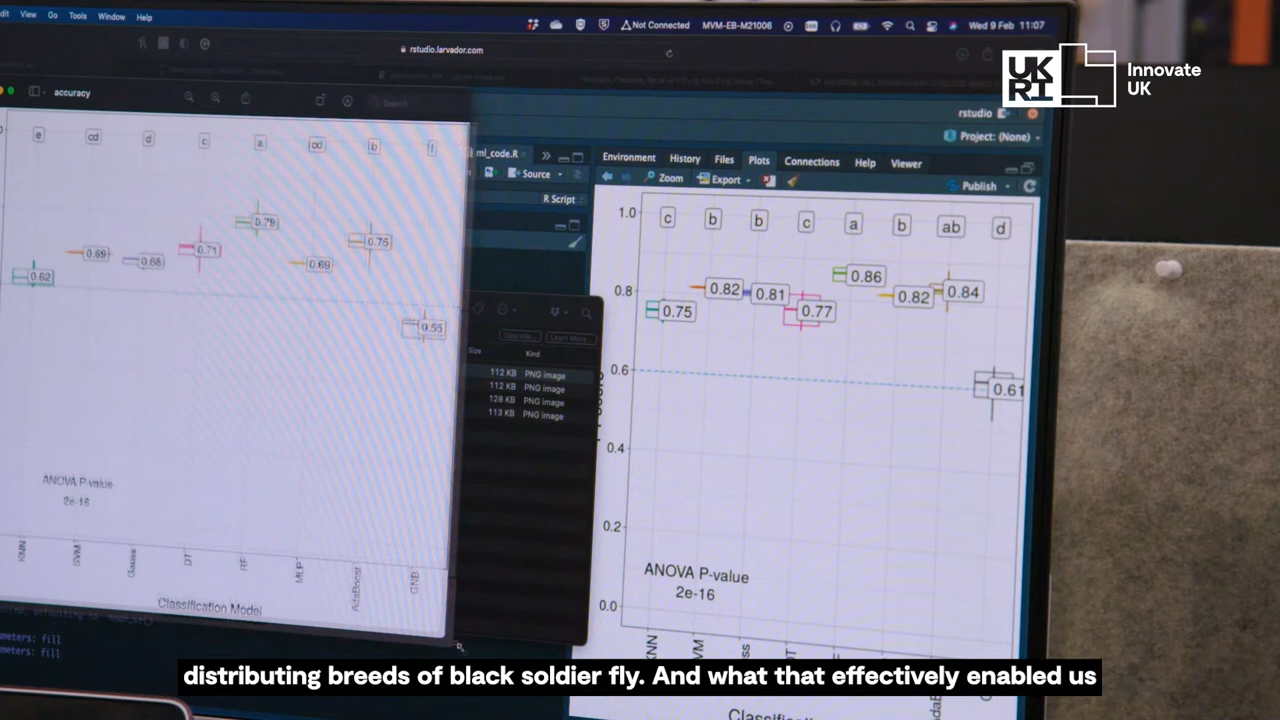 dit View Go Tools Window Help
Not Connected MVM-EB-M21006 Wed 9 Feb 11:07
rstudio.larvador.com
UK
RI
Innovate
UK
accuracy
Search
e cd d c a cd b f
0.62 0.69 0.68 0.71 0.79 0.69 0.76 0.55
ANOVA P-value
2e-16
KNN SVM Gauss DT RF MLP AdaBoost GNB
Classification Model
meters: fill
meters: fill
ml_code.R
Source
R Script
Size Kind
112 KB PNG image
112 KB PNG image
128 KB PNG image
113 KB PNG image
rstudio
Project: (None)
Environment History Files Plots Connections Help Viewer
Zoom Export Publish
1.0
0.8
0.6
0.4
0.2
0.0
c b b c a b ab d
0.75 0.82 0.81 0.77 0.86 0.82 0.84 0.61
ANOVA P-value
2e-16
Classific
distributing breeds of black soldier fly. And what that effectively enabled us